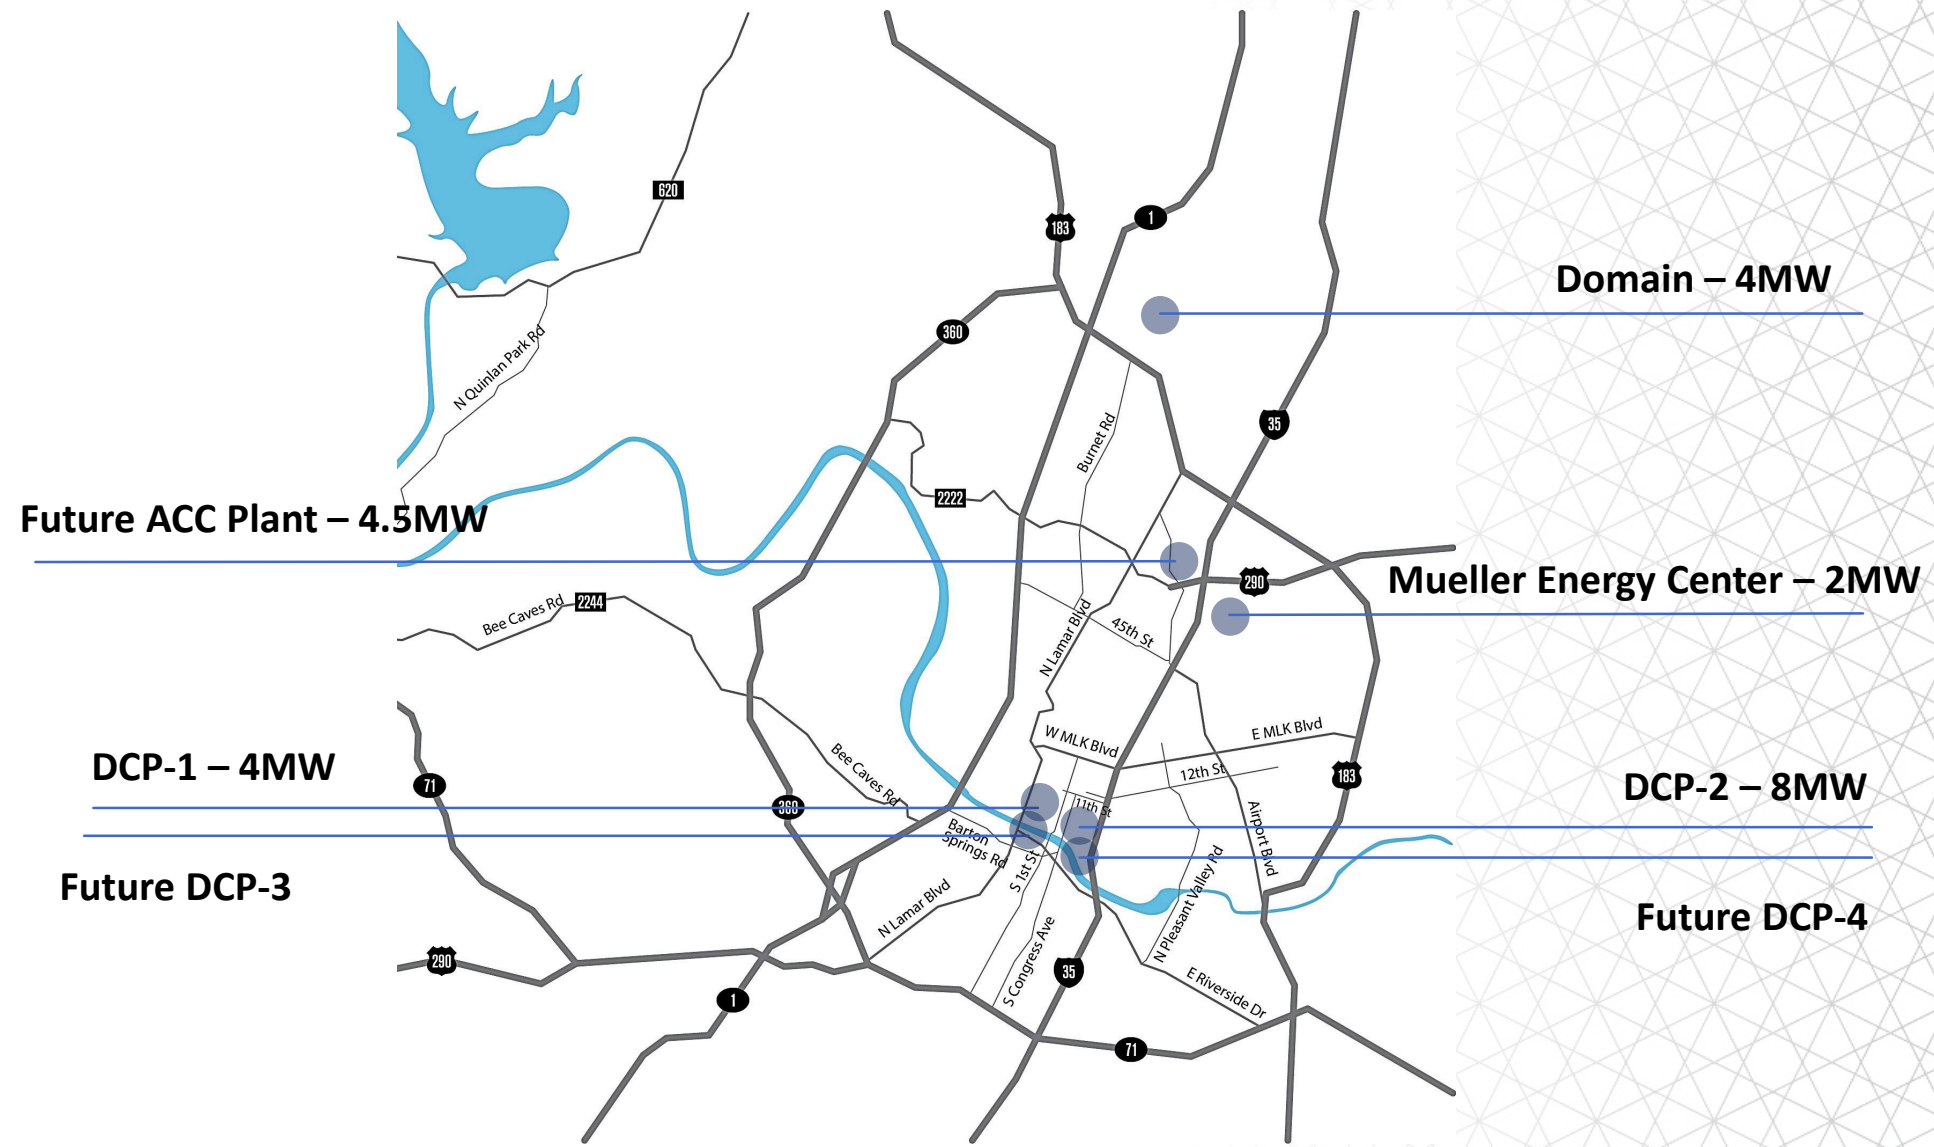 620
183
1
Domain – 4MW
360
N Quinlan Park Rd
35
Burnet Rd
2222
Future ACC Plant – 4.5MW
290
Mueller Energy Center – 2MW
Bee Caves Rd
2244
45th St
N Lamar Blvd
W MLK Blvd
E MLK Blvd
12th St
183
DCP-1 – 4MW
71
Bee Caves Rd
360
11th St
DCP-2 – 8MW
Airport Blvd
Barton
Springs Rd
S 1st St
N Pleasant Valley Rd
Future DCP-3
N Lamar Blvd
Future DCP-4
290
S Congress Ave
35
E Riverside Dr
1
71